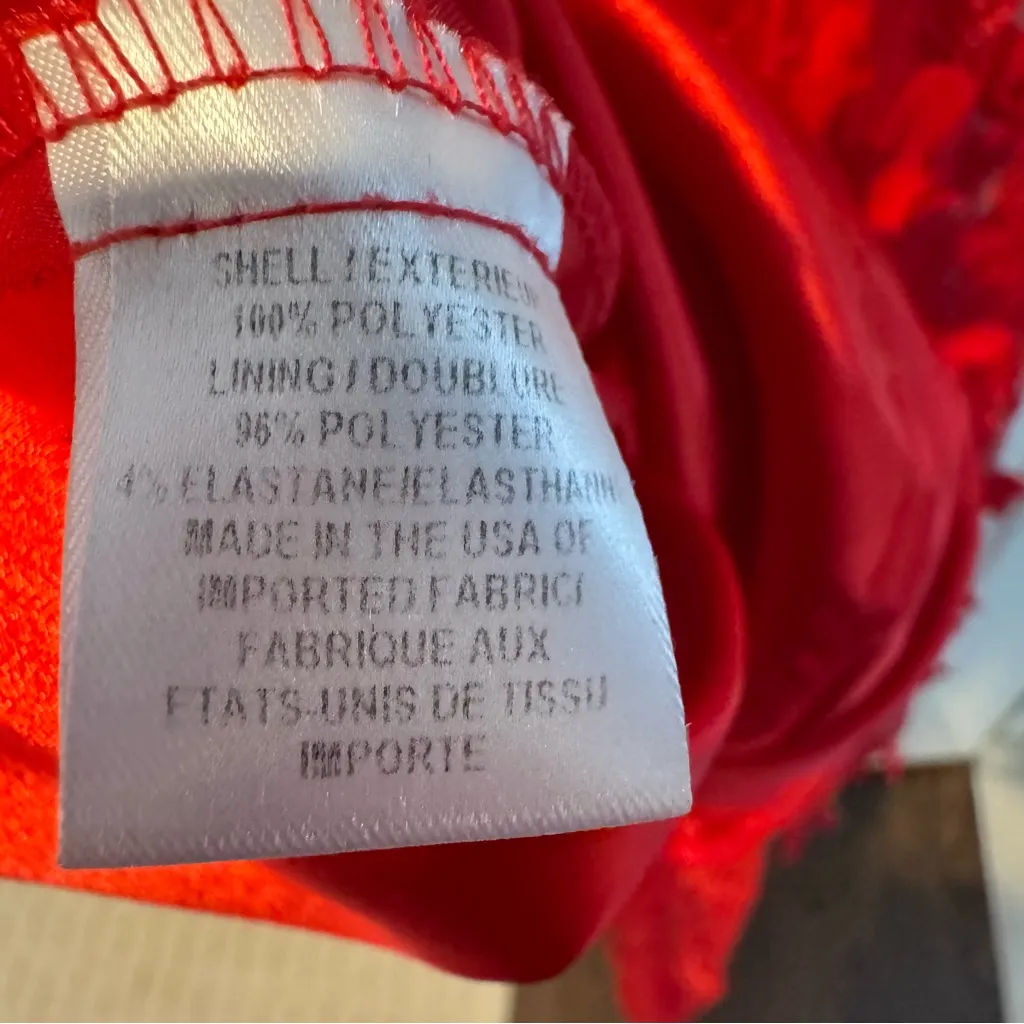 SHELL / EXTERIEUR
100% POLYESTER
LINING / DOUBLURE
96% POLYESTER
4% ELASTANE/ELASTHANN
MADE IN THE USA OF
IMPORTED FABRIC/
FABRIQUE AUX
ETATS-UNIS DE TISSU
IMPORTE